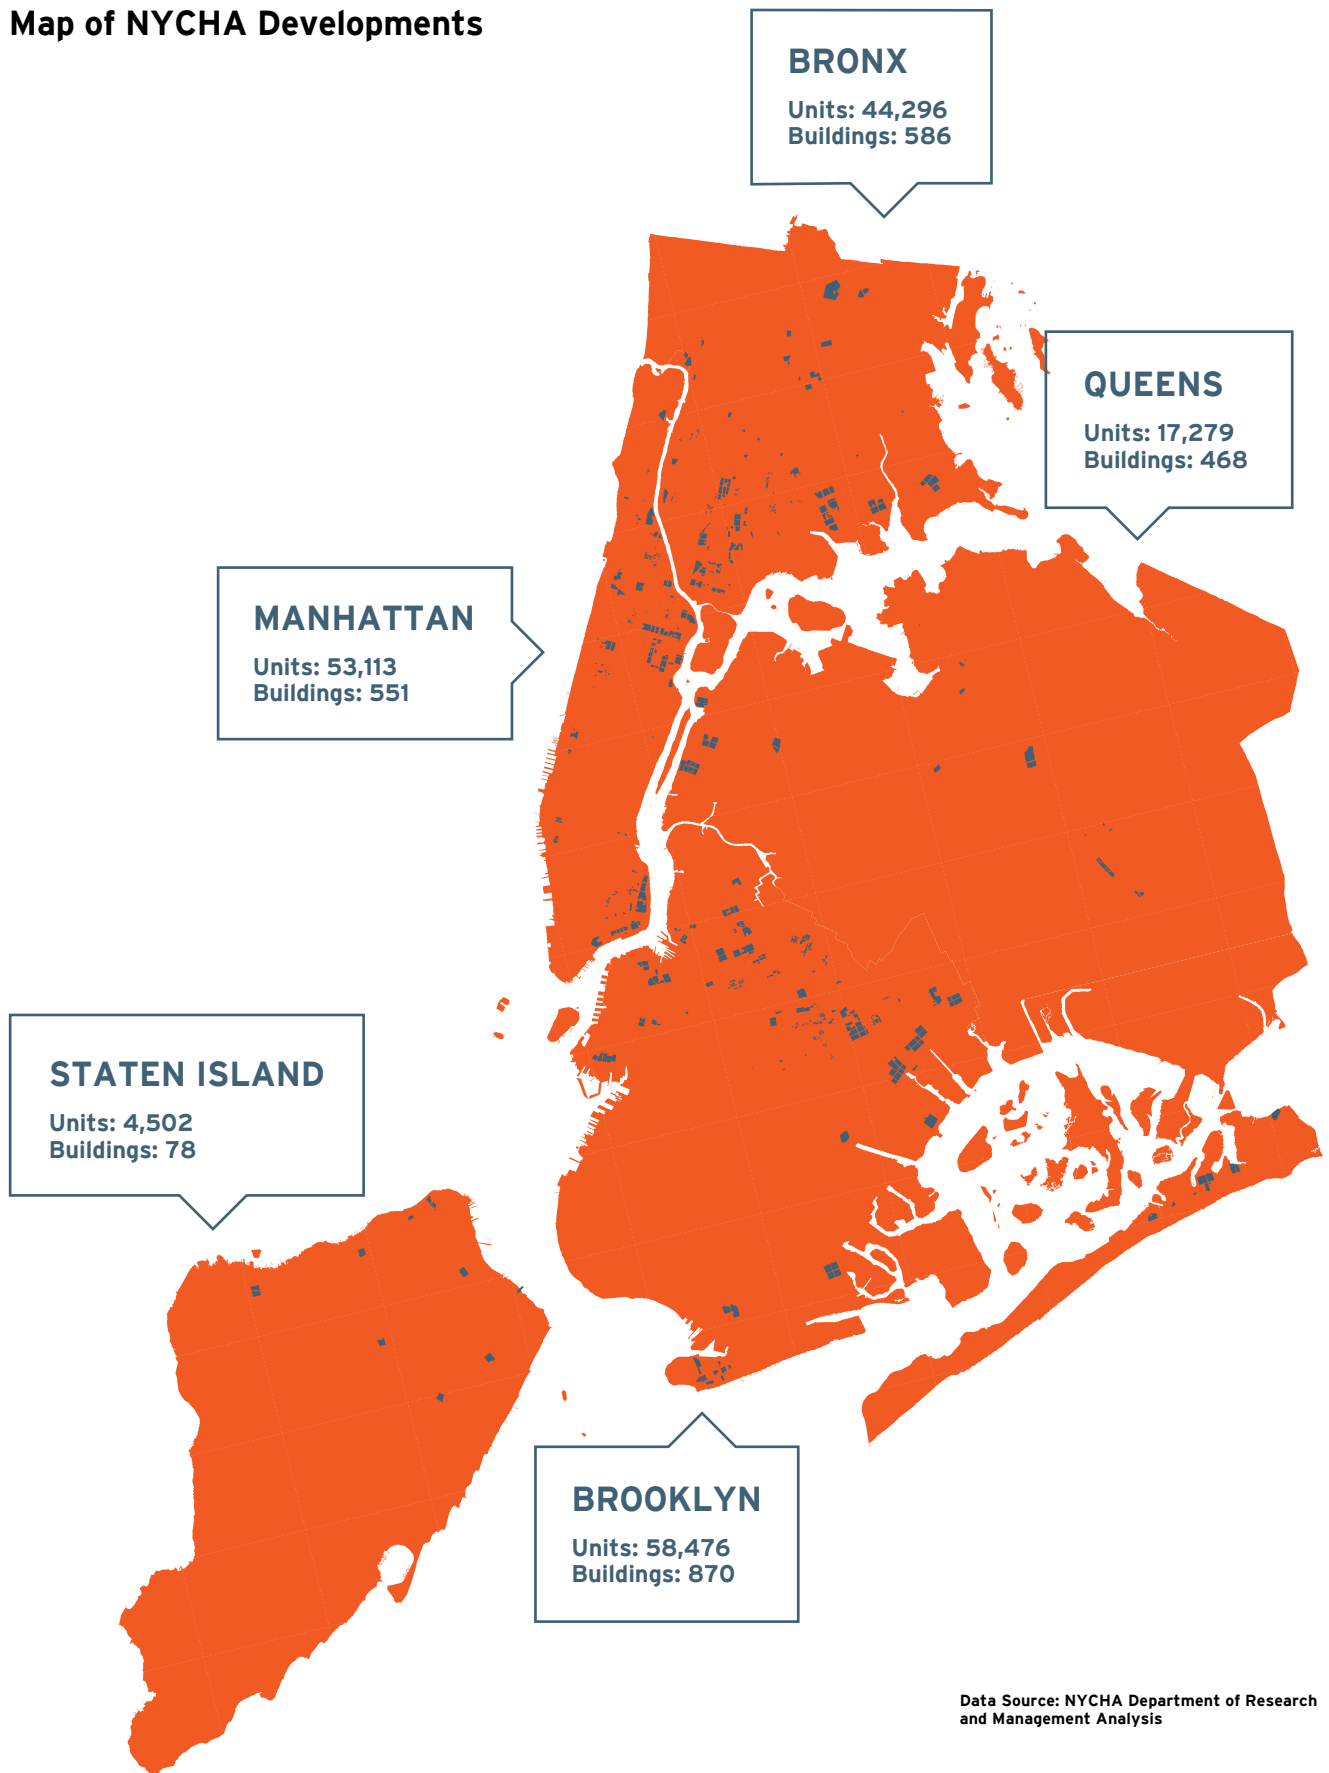 Map of NYCHA Developments
BRONX
Units: 44,296
Buildings: 586
QUEENS
Units: 17,279
Buildings: 468
MANHATTAN
Units: 53,113
Buildings: 551
STATEN ISLAND
Units: 4,502
Buildings: 78
BROOKLYN
Units: 58,476
Buildings: 870
Data Source: NYCHA Department of Research
and Management Analysis